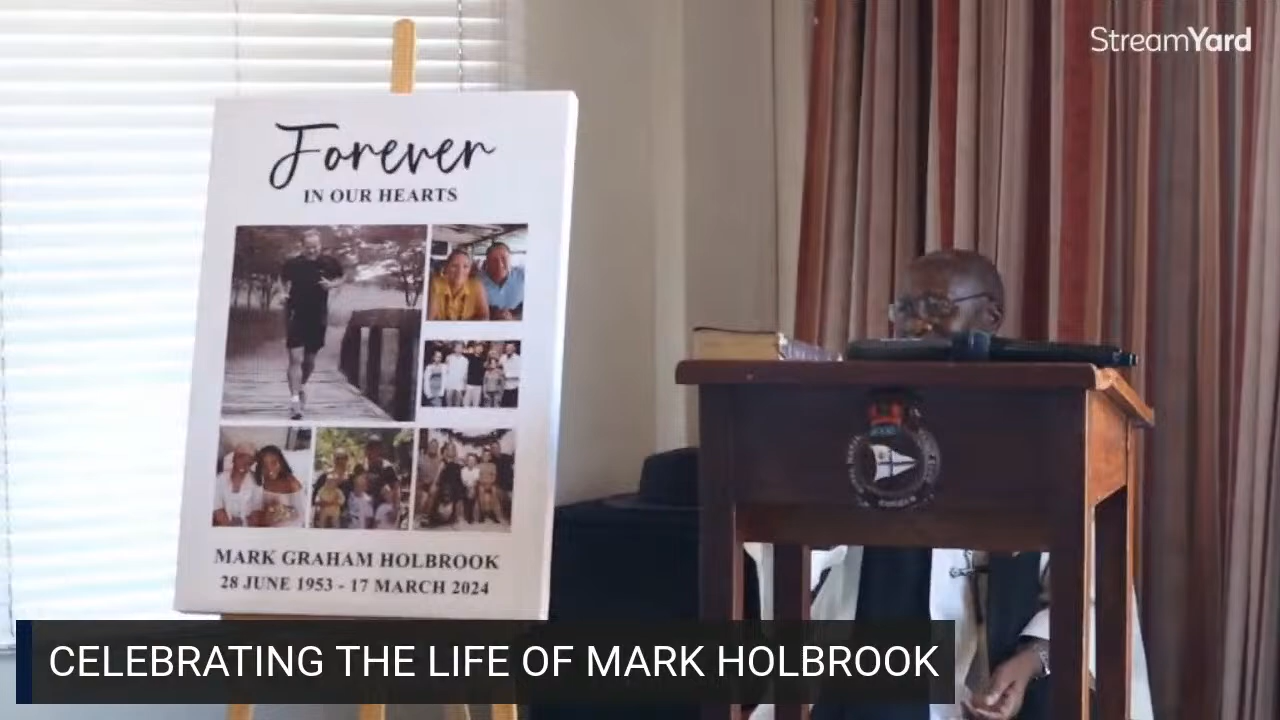 StreamYard
Forever
IN OUR HEARTS
MARK GRAHAM HOLBROOK
28 JUNE 1953 - 17 MARCH 2024
CELEBRATING THE LIFE OF MARK HOLBROOK